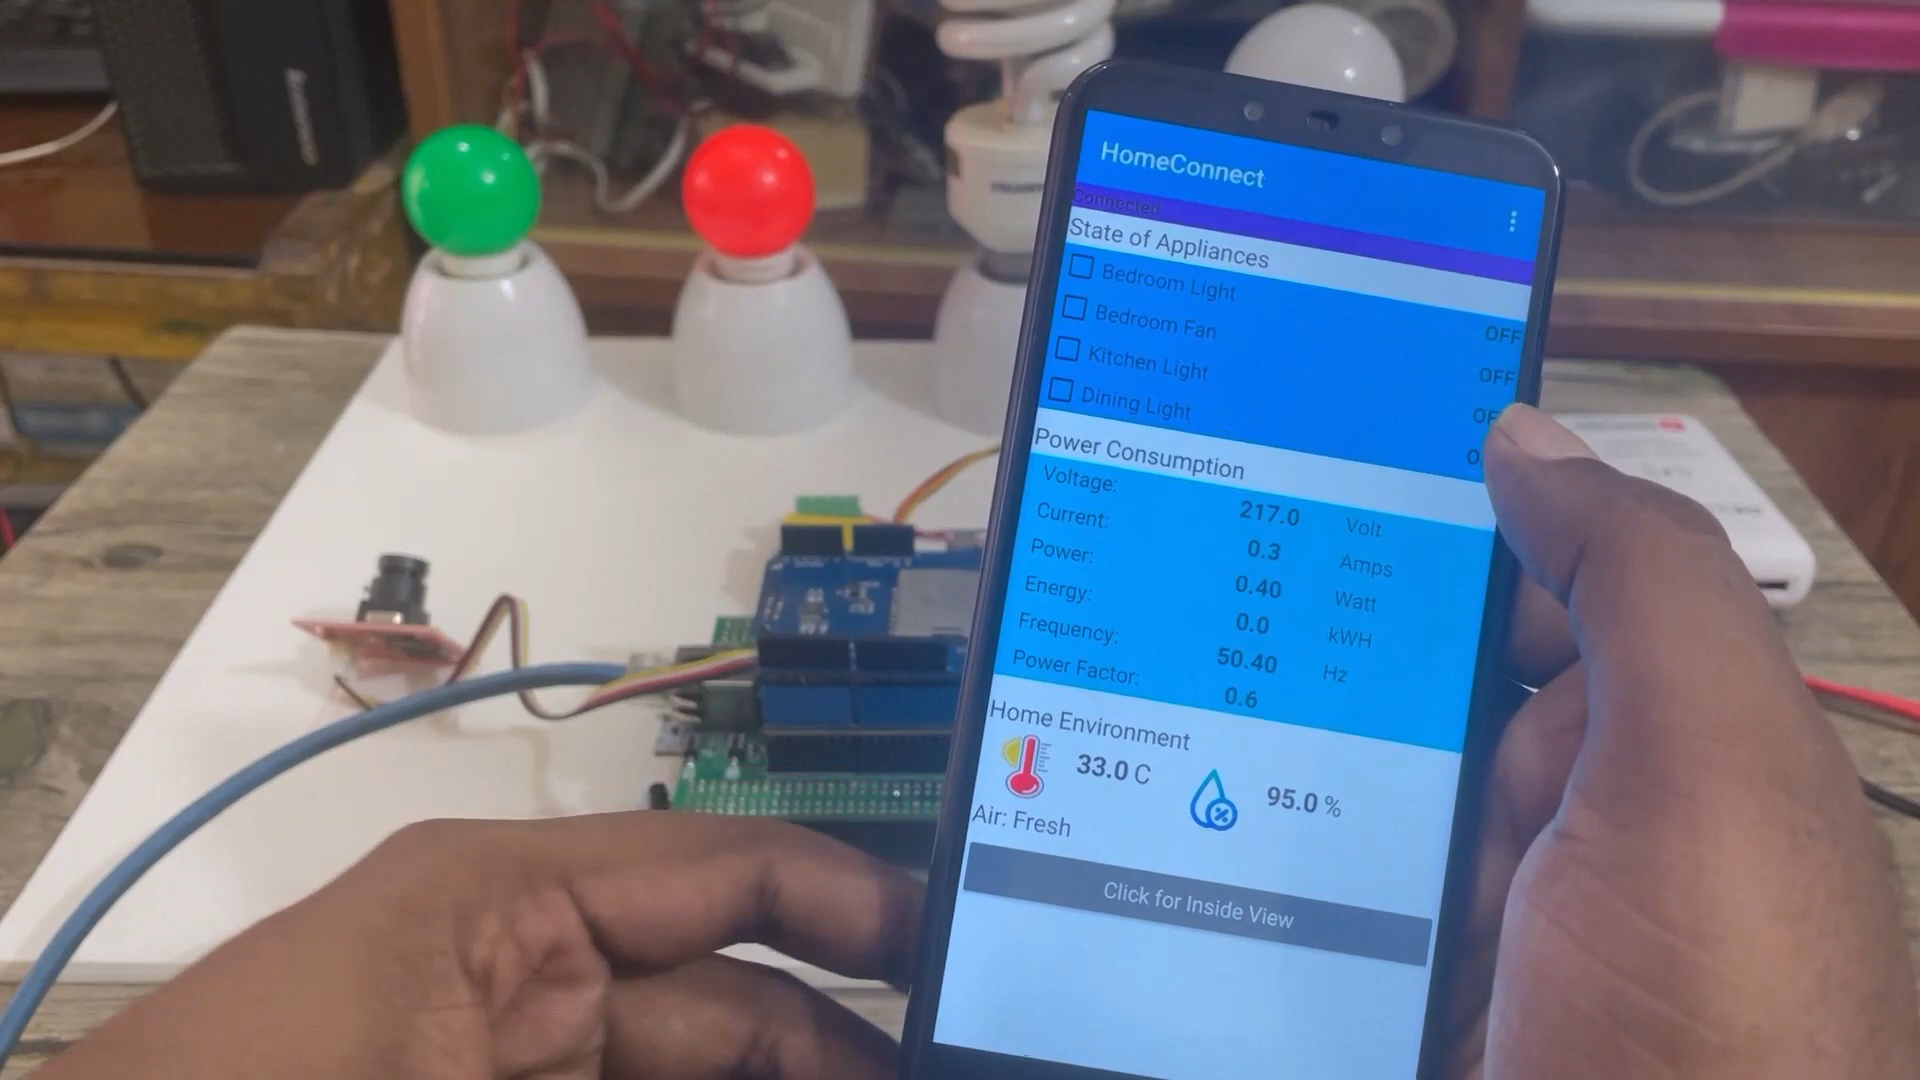 HomeConnect
Connected
State of Appliances
Bedroom Light OFF
Bedroom Fan OFF
Kitchen Light OF
Dining Light O
Power Consumption
Voltage: 217.0 Volt
Current: 0.3 Amps
Power: 0.40 Watt
Energy: 0.0 kWH
Frequency: 50.40 Hz
Power Factor: 0.6
Home Environment
33.0 C 95.0 %
Air: Fresh
Click for Inside View